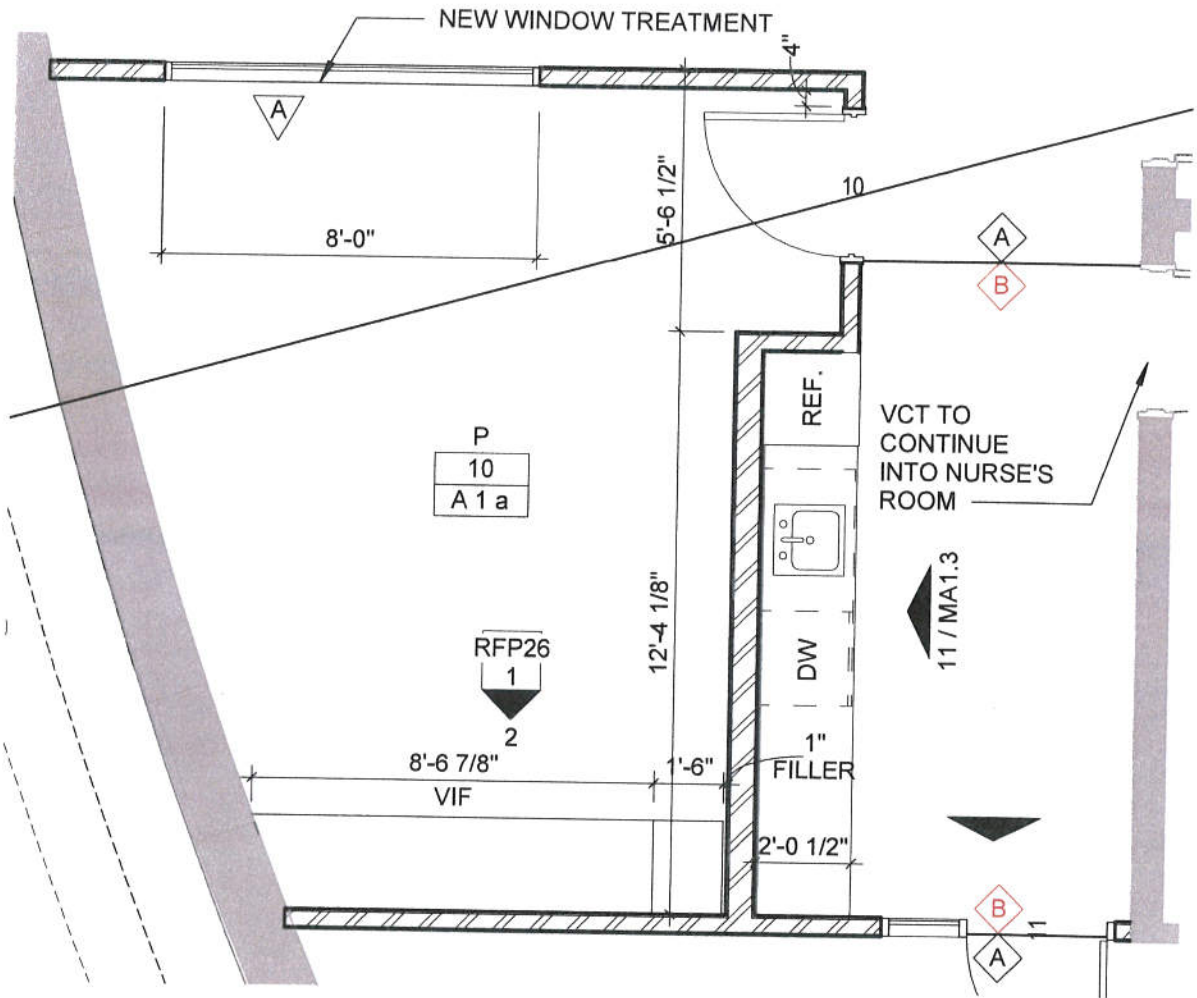 NEW WINDOW TREATMENT
4"
A
10
5'-6 1/2"
8'-0"
A
B
REF.
VCT TO
CONTINUE
INTO NURSE'S
ROOM
P
10
A 1 a
12'-4 1/8"
11 / MA1.3
RFP26
1
2
DW
8'-6 7/8"
1'-6"
1"
FILLER
VIF
2'-0 1/2"
B
11
A